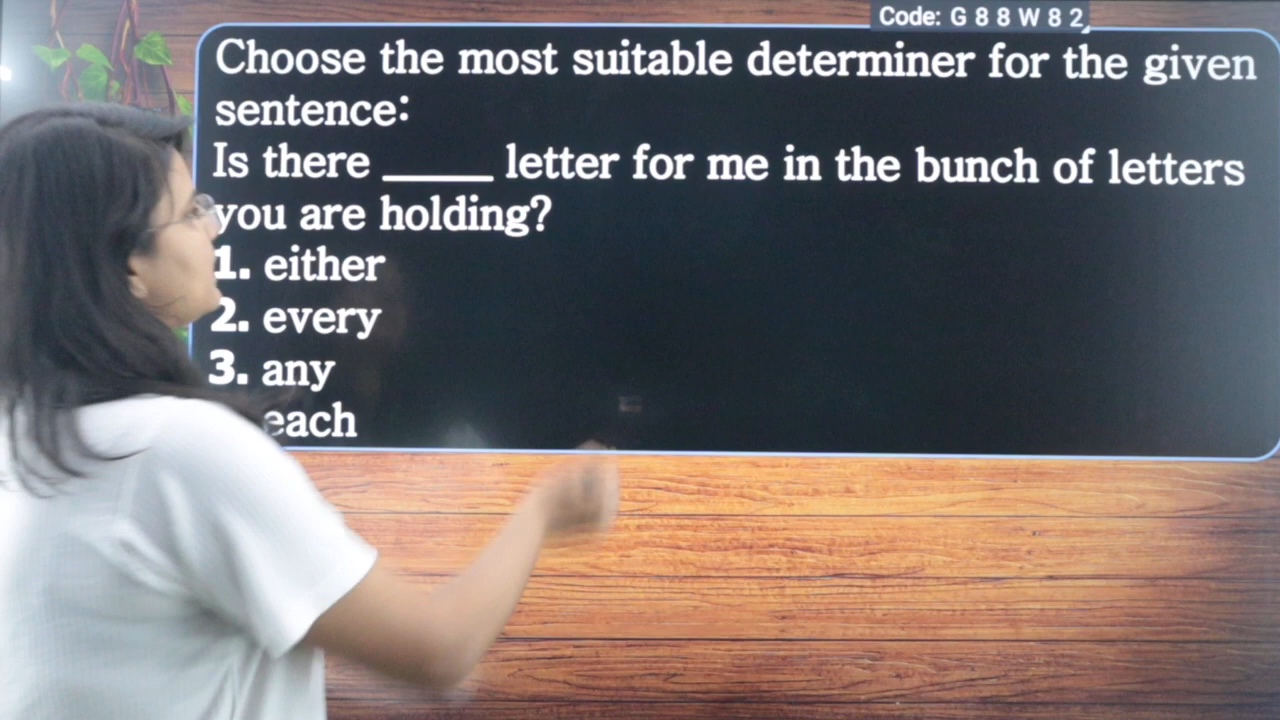 Code: G 8 8 W 8 2
Choose the most suitable determiner for the given
sentence:
Is there _____ letter for me in the bunch of letters
you are holding?
1. either
2. every
3. any
each